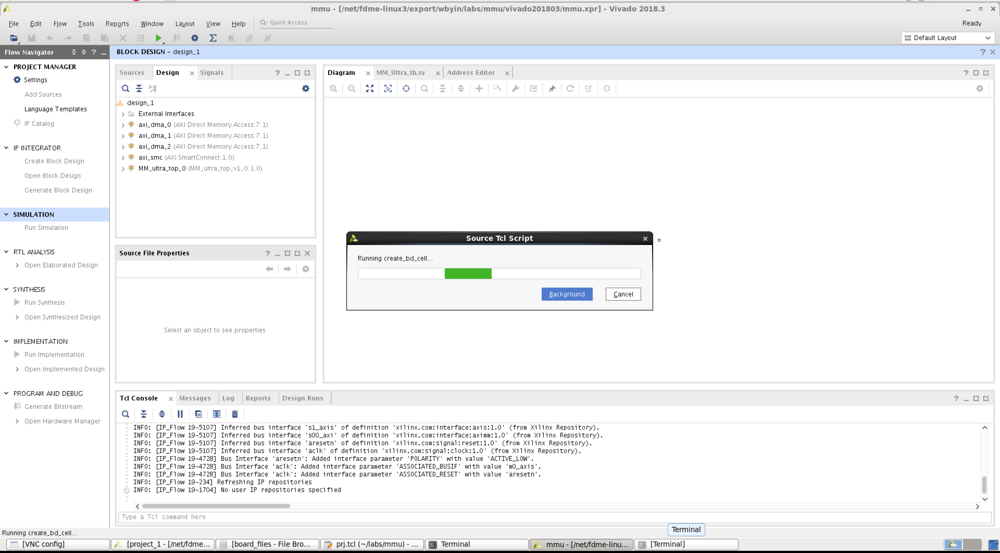 mmu - [/net/fdme-linux3/export/wbyin/labs/mmu/vivado201803/mmu.xpr] - Vivado 2018.3
File Edit Flow Tools Reports Window Layout View Help Quick Access
Ready
Default Layout
Flow Navigator
BLOCK DESIGN - design_1
PROJECT MANAGER
Settings
Add Sources
Language Templates
IP Catalog
IP INTEGRATOR
Create Block Design
Open Block Design
Generate Block Design
SIMULATION
Run Simulation
RTL ANALYSIS
Open Elaborated Design
SYNTHESIS
Run Synthesis
Open Synthesized Design
IMPLEMENTATION
Run Implementation
Open Implemented Design
PROGRAM AND DEBUG
Generate Bitstream
Open Hardware Manager
Sources Design Signals
design_1
External Interfaces
axi_dma_0 (AXI Direct Memory Access:7.1)
axi_dma_1 (AXI Direct Memory Access:7.1)
axi_dma_2 (AXI Direct Memory Access:7.1)
axi_smc (AXI SmartConnect:1.0)
MM_ultra_top_0 (MM_ultra_top_v1_0:1.0)
Source File Properties
Select an object to see properties
Diagram MM_Ultra_tb.sv Address Editor
Source Tcl Script
Running create_bd_cell...
Background Cancel
Tcl Console Messages Log Reports Design Runs
INFO: [IP_Flow 19-5107] Inferred bus interface 's1_axis' of definition 'xilinx.com:interface:axis:1.0' (from Xilinx Repository).
INFO: [IP_Flow 19-5107] Inferred bus interface 's00_axi' of definition 'xilinx.com:interface:aximm:1.0' (from Xilinx Repository).
INFO: [IP_Flow 19-5107] Inferred bus interface 'aresetn' of definition 'xilinx.com:signal:reset:1.0' (from Xilinx Repository).
INFO: [IP_Flow 19-5107] Inferred bus interface 'aclk' of definition 'xilinx.com:signal:clock:1.0' (from Xilinx Repository).
INFO: [IP_Flow 19-4728] Bus Interface 'aresetn': Added interface parameter 'POLARITY' with value 'ACTIVE_LOW'.
INFO: [IP_Flow 19-4728] Bus Interface 'aclk': Added interface parameter 'ASSOCIATED_BUSIF' with value 'm0_axis'.
INFO: [IP_Flow 19-4728] Bus Interface 'aclk': Added interface parameter 'ASSOCIATED_RESET' with value 'aresetn'.
INFO: [IP_Flow 19-234] Refreshing IP repositories
INFO: [IP_Flow 19-1704] No user IP repositories specified
Type a Tcl command here
Terminal
Running create_bd_cell...
[VNC config] [project_1 - [/net/fdme... [board_files - File Bro... prj.tcl (~/labs/mmu) - ... Terminal mmu - [/net/fdme-linu... [Terminal]